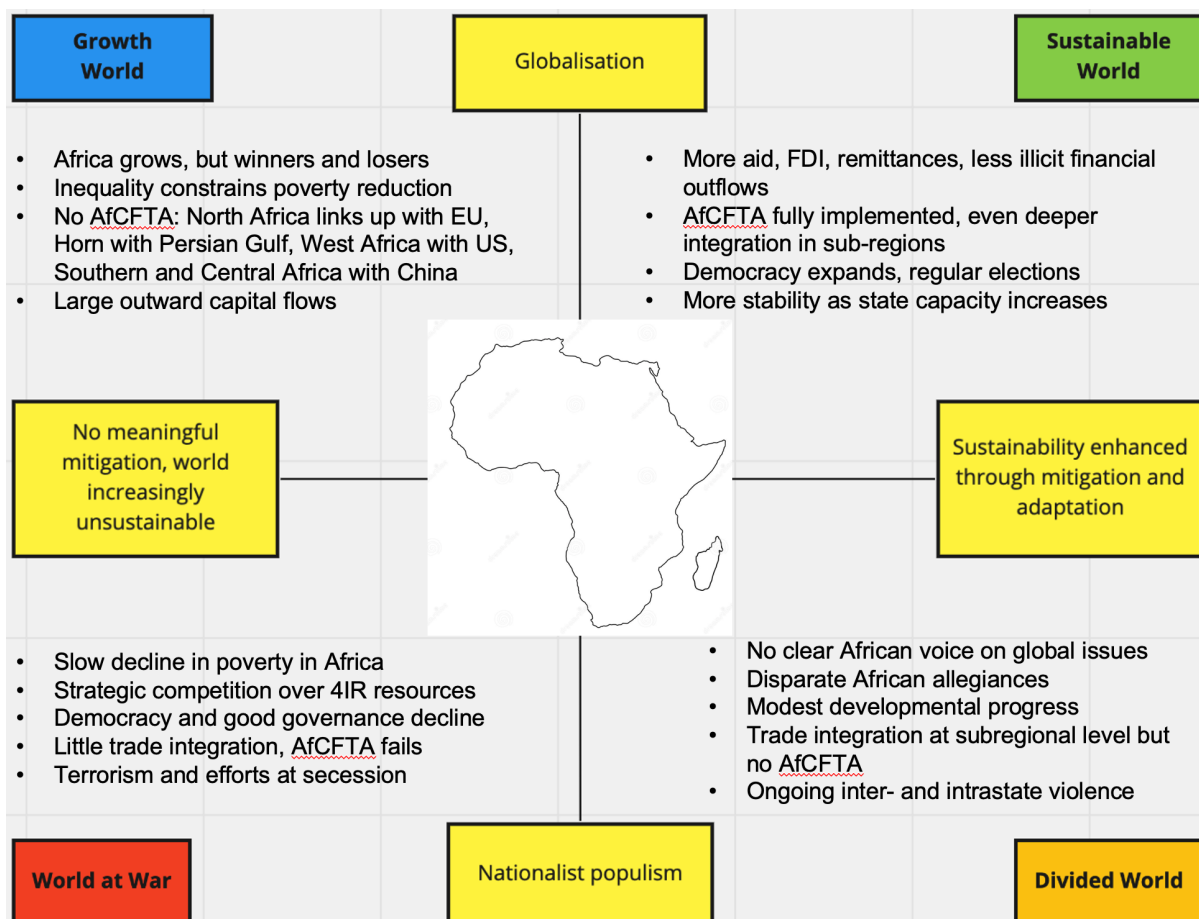 Growth
World
Globalisation
Sustainable
World
• Africa grows, but winners and losers
• Inequality constrains poverty reduction
• No AfCFTA: North Africa links up with EU,
Horn with Persian Gulf, West Africa with US,
Southern and Central Africa with China
• Large outward capital flows
• More aid, FDI, remittances, less illicit financial
outflows
• AfCFTA fully implemented, even deeper
integration in sub-regions
• Democracy expands, regular elections
• More stability as state capacity increases
No meaningful
mitigation, world
increasingly
unsustainable
Sustainability enhanced
through mitigation and
adaptation
• Slow decline in poverty in Africa
• Strategic competition over 4IR resources
• Democracy and good governance decline
• Little trade integration, AfCFTA fails
• Terrorism and efforts at secession
• No clear African voice on global issues
• Disparate African allegiances
• Modest developmental progress
• Trade integration at subregional level but
no AfCFTA
• Ongoing inter- and intrastate violence
World at War
Nationalist populism
Divided World